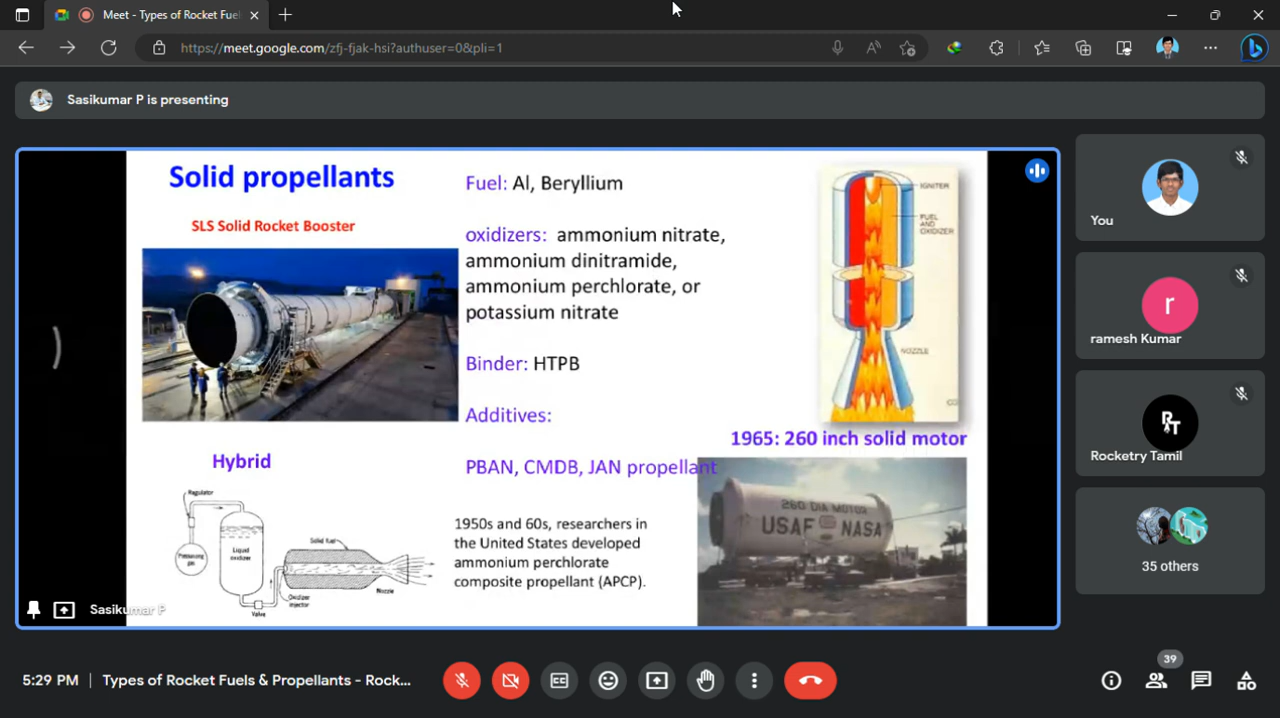 Meet - Types of Rocket Fuel
https://meet.google.com/zfj-fjak-hsi?authuser=0&pli=1
Sasikumar P is presenting
Solid propellants
SLS Solid Rocket Booster
Fuel: Al, Beryllium
oxidizers: ammonium nitrate,
ammonium dinitramide,
ammonium perchlorate, or
potassium nitrate
Binder: HTPB
Additives:
PBAN, CMDB, JAN propellant
1950s and 60s, researchers in
the United States developed
ammonium perchlorate
composite propellant (APCP).
Hybrid
Regulator
Pressurizing
gas
Liquid
oxidizer
Solid fuel
Oxidizer
injector
Valve
Nozzle
IGNITER
FUEL
AND
OXIDIZER
NOZZLE
1965: 260 inch solid motor
260 DIA MOTOR
USAF NASA
Sasikumar P
You
r
ramesh Kumar
RT
Rocketry Tamil
35 others
5:29 PM | Types of Rocket Fuels & Propellants - Rock...
39